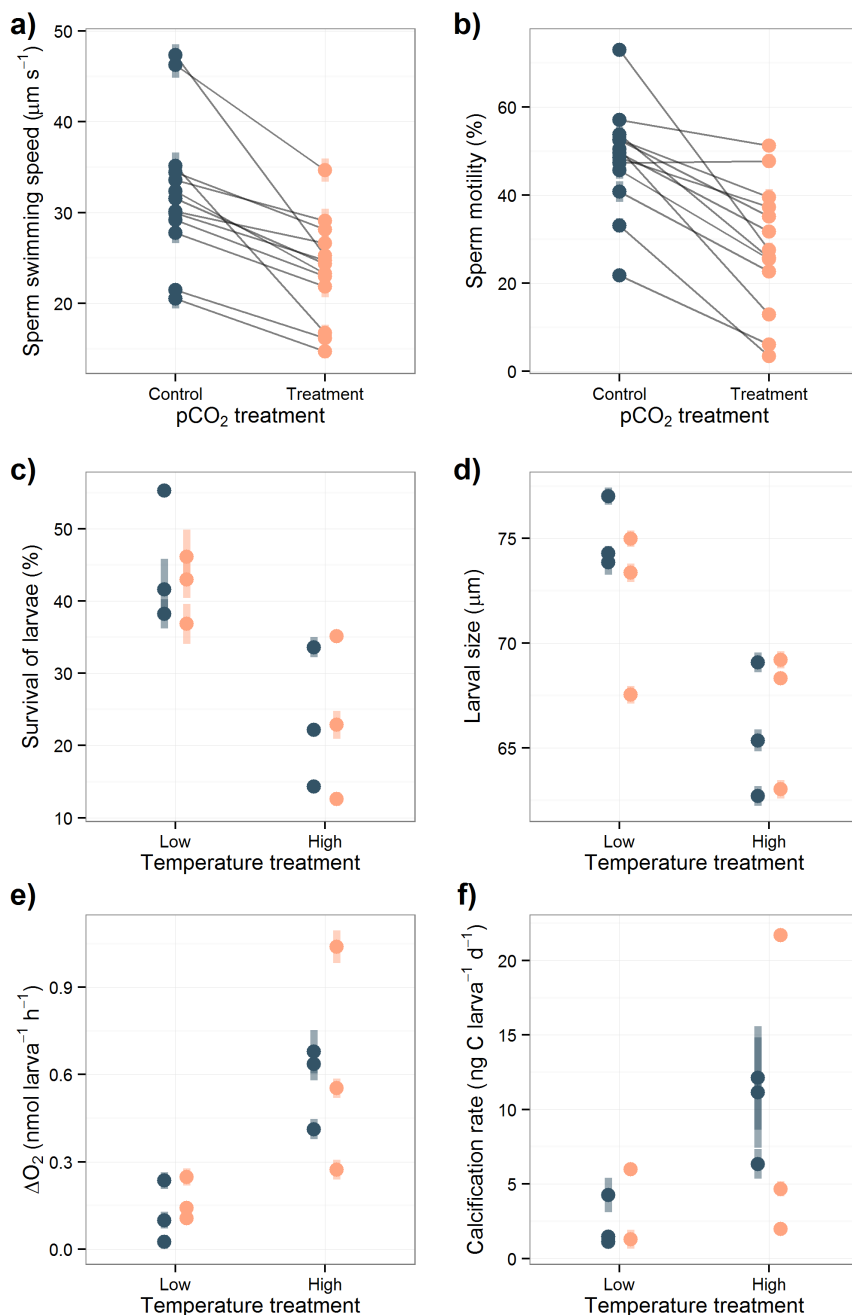 a)
Sperm swimming speed (μm s⁻¹)
50
40
30
20
Control
Treatment
pCO₂ treatment
b)
Sperm motility (%)
60
40
20
0
Control
Treatment
pCO₂ treatment
c)
Survival of larvae (%)
50
40
30
20
10
Low
High
Temperature treatment
d)
Larval size (μm)
75
70
65
Low
High
Temperature treatment
e)
ΔO₂ (nmol larva⁻¹ h⁻¹)
0.9
0.6
0.3
0.0
Low
High
Temperature treatment
f)
Calcification rate (ng C larva⁻¹ d⁻¹)
20
15
10
5
0
Low
High
Temperature treatment